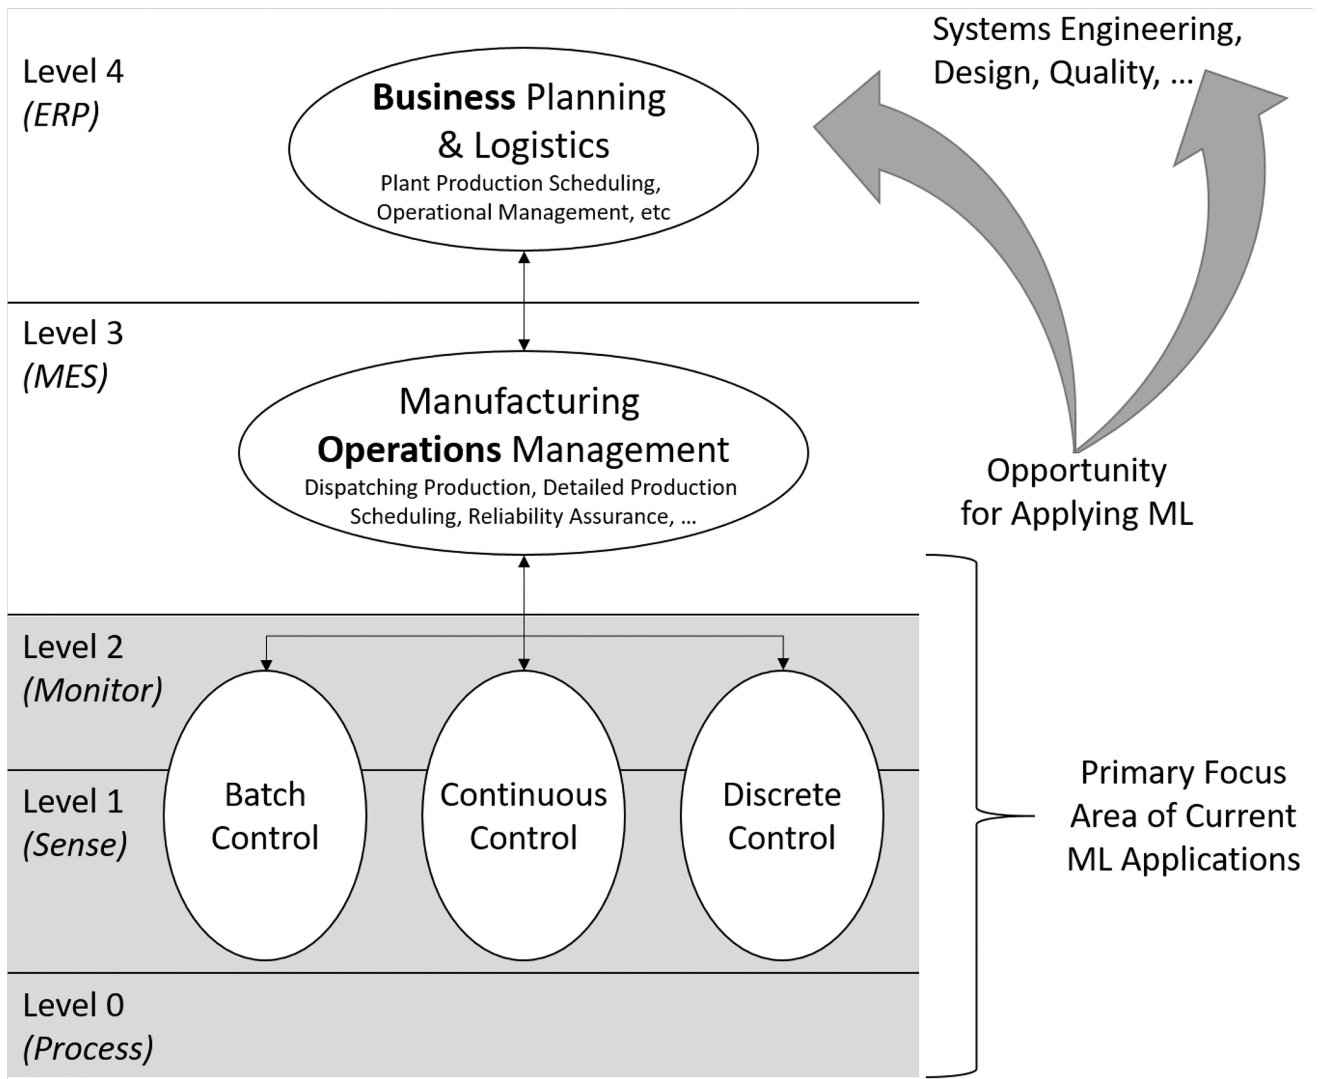 Level 4
(ERP)
Business Planning
& Logistics
Plant Production Scheduling,
Operational Management, etc
Systems Engineering,
Design, Quality, ...
Level 3
(MES)
Manufacturing
Operations Management
Dispatching Production, Detailed Production
Scheduling, Reliability Assurance, ...
Opportunity
for Applying ML
Level 2
(Monitor)
Level 1
(Sense)
Batch
Control
Continuous
Control
Discrete
Control
Primary Focus
Area of Current
ML Applications
Level 0
(Process)